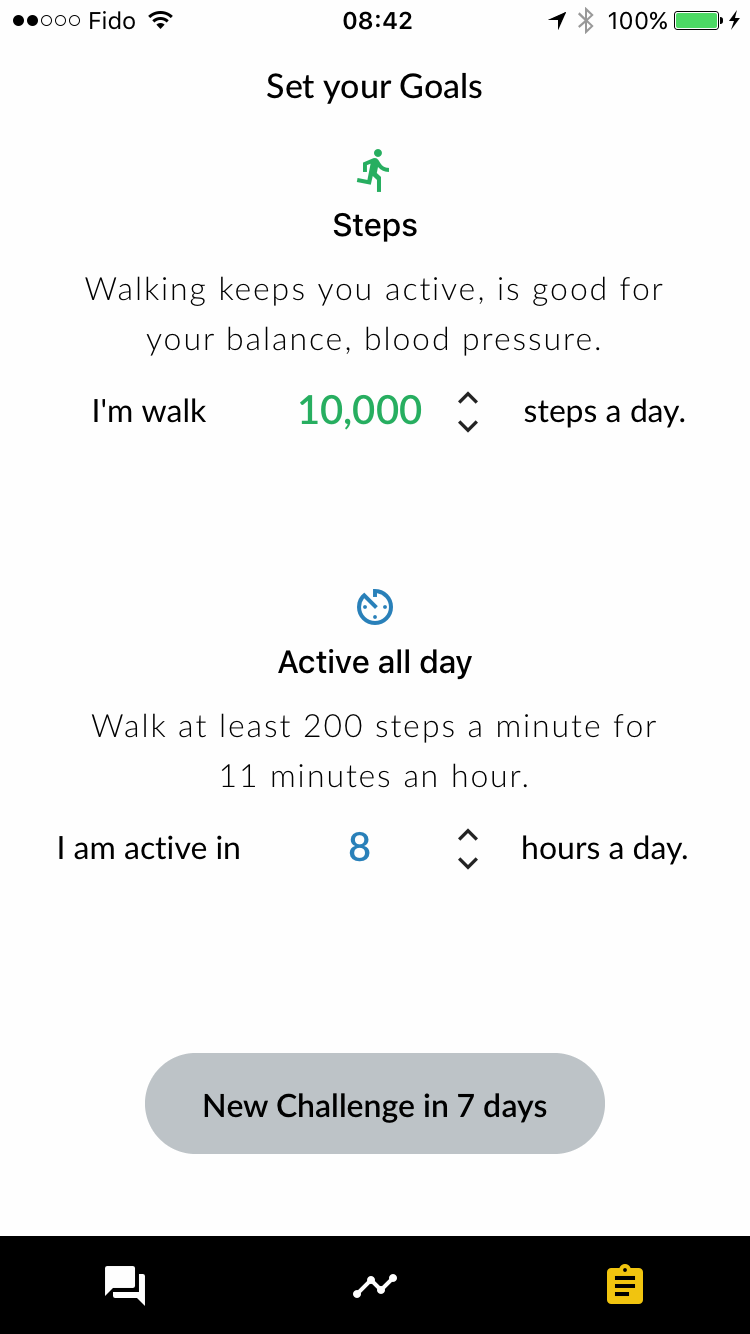 Fido 08:42 100%
Set your Goals
Steps
Walking keeps you active, is good for
your balance, blood pressure.
I'm walk 10,000 steps a day.
Active all day
Walk at least 200 steps a minute for
11 minutes an hour.
I am active in 8 hours a day.
New Challenge in 7 days